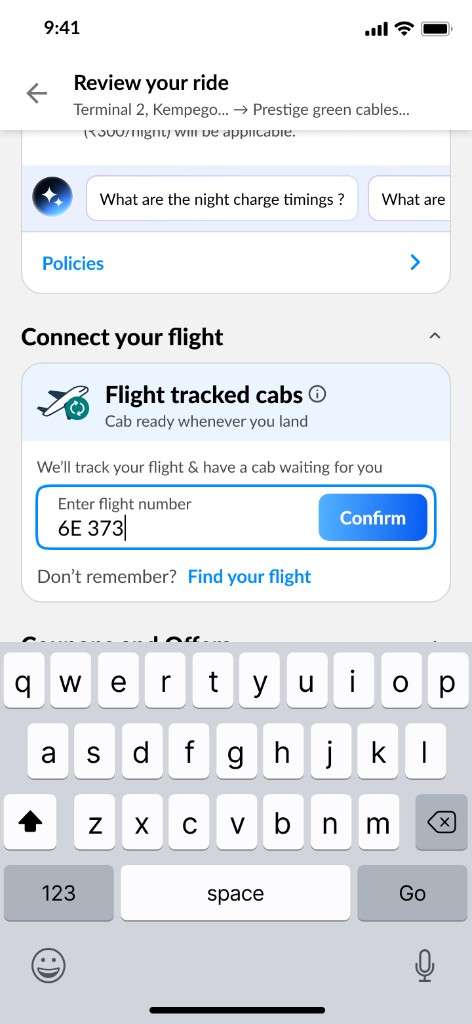 9:41
Review your ride
Terminal 2, Kempego... → Prestige green cables...
(₹300/night) will be applicable.
What are the night charge timings ?
What are
Policies
Connect your flight
Flight tracked cabs
Cab ready whenever you land
We'll track your flight & have a cab waiting for you
Enter flight number
6E 373
Confirm
Don't remember? Find your flight
Coupons and Offers
q w e r t y u i o p
a s d f g h j k l
z x c v b n m
123 space Go